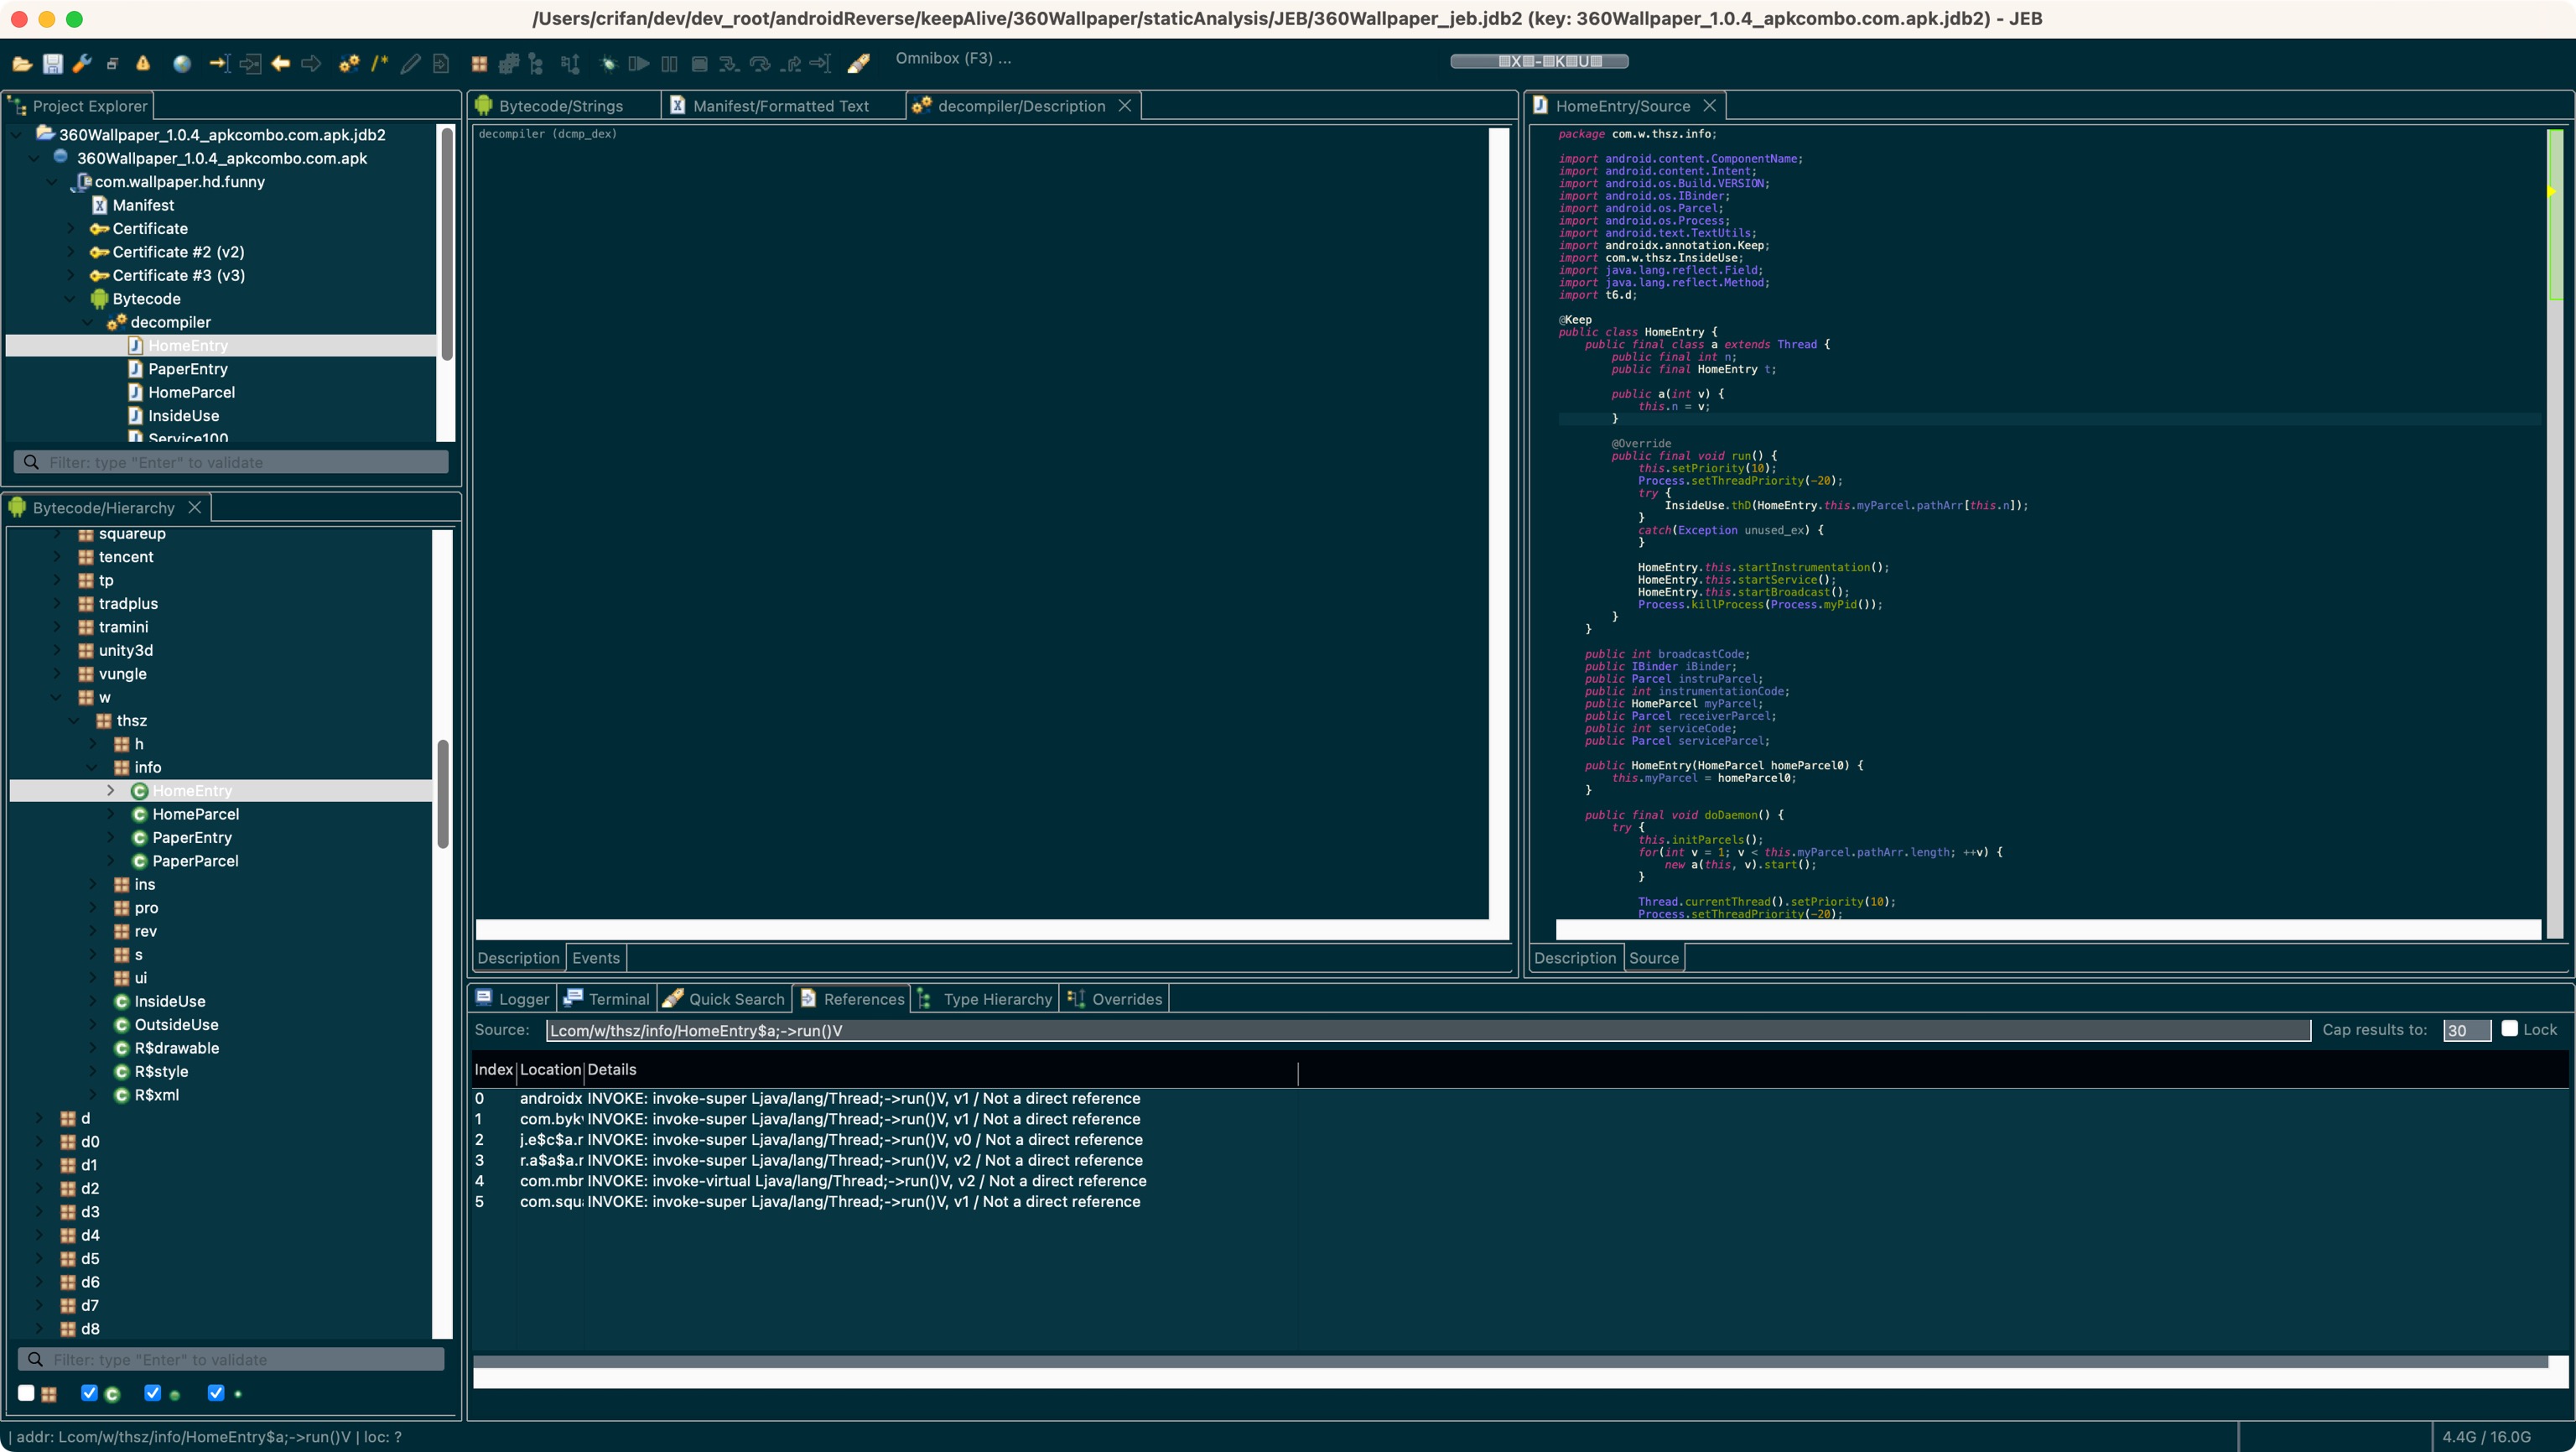 /Users/crifan/dev/dev_root/androidReverse/keepAlive/360Wallpaper/staticAnalysis/JEB/360Wallpaper_jeb.jdb2 (key: 360Wallpaper_1.0.4_apkcombo.com.apk.jdb2) - JEB
Omnibox (F3) ...
Project Explorer
360Wallpaper_1.0.4_apkcombo.com.apk.jdb2
360Wallpaper_1.0.4_apkcombo.com.apk
com.wallpaper.hd.funny
Manifest
Certificate
Certificate #2 (v2)
Certificate #3 (v3)
Bytecode
decompiler
HomeEntry
PaperEntry
HomeParcel
InsideUse
Service100
Filter: type "Enter" to validate
Bytecode/Hierarchy
squareup
tencent
tp
tradplus
tramini
unity3d
vungle
w
thsz
h
info
HomeEntry
HomeParcel
PaperEntry
PaperParcel
ins
pro
rev
s
ui
InsideUse
OutsideUse
R$drawable
R$style
R$xml
d
d0
d1
d2
d3
d4
d5
d6
d7
d8
Filter: type "Enter" to validate
Bytecode/Strings
Manifest/Formatted Text
decompiler/Description
decompiler (dcmp_dex)
Description
Events
HomeEntry/Source
package com.w.thsz.info;
import android.content.ComponentName;
import android.content.Intent;
import android.os.Build.VERSION;
import android.os.IBinder;
import android.os.Parcel;
import android.os.Process;
import android.text.TextUtils;
import androidx.annotation.Keep;
import com.w.thsz.InsideUse;
import java.lang.reflect.Field;
import java.lang.reflect.Method;
import t6.d;
@Keep
public class HomeEntry {
public final class a extends Thread {
public final int n;
public final HomeEntry t;
public a(int v) {
this.n = v;
}
@Override
public final void run() {
this.setPriority(10);
Process.setThreadPriority(-20);
try {
InsideUse.thD(HomeEntry.this.myParcel.pathArr[this.n]);
}
catch(Exception unused_ex) {
}
HomeEntry.this.startInstrumentation();
HomeEntry.this.startService();
HomeEntry.this.startBroadcast();
Process.killProcess(Process.myPid());
}
}
public int broadcastCode;
public IBinder iBinder;
public Parcel instruParcel;
public int instrumentationCode;
public HomeParcel myParcel;
public Parcel receiverParcel;
public int serviceCode;
public Parcel serviceParcel;
public HomeEntry(HomeParcel homeParcel0) {
this.myParcel = homeParcel0;
}
public final void doDaemon() {
try {
this.initParcels();
for(int v = 1; v < this.myParcel.pathArr.length; ++v) {
new a(this, v).start();
}
Thread.currentThread().setPriority(10);
Process.setThreadPriority(-20);
Description
Source
Logger
Terminal
Quick Search
References
Type Hierarchy
Overrides
Source: Lcom/w/thsz/info/HomeEntry$a;->run()V
Cap results to: 30
Lock
Index Location Details
0 androidx INVOKE: invoke-super Ljava/lang/Thread;->run()V, v1 / Not a direct reference
1 com.byk INVOKE: invoke-super Ljava/lang/Thread;->run()V, v1 / Not a direct reference
2 j.e$c$a.r INVOKE: invoke-super Ljava/lang/Thread;->run()V, v0 / Not a direct reference
3 r.a$a$a.r INVOKE: invoke-super Ljava/lang/Thread;->run()V, v2 / Not a direct reference
4 com.mbr INVOKE: invoke-virtual Ljava/lang/Thread;->run()V, v2 / Not a direct reference
5 com.squ INVOKE: invoke-super Ljava/lang/Thread;->run()V, v1 / Not a direct reference
| addr: Lcom/w/thsz/info/HomeEntry$a;->run()V | loc: ?
4.4G / 16.0G